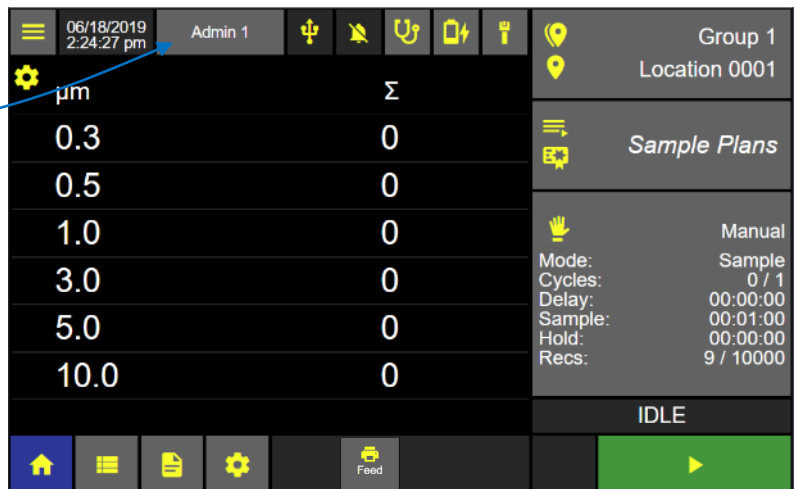 06/18/2019
2:24:27 pm
Admin 1
Group 1
Location 0001
µm Σ
0.3 0
0.5 0
1.0 0
3.0 0
5.0 0
10.0 0
Sample Plans
Manual
Mode: Sample
Cycles: 0 / 1
Delay: 00:00:00
Sample: 00:01:00
Hold: 00:00:00
Recs: 9 / 10000
IDLE
Feed